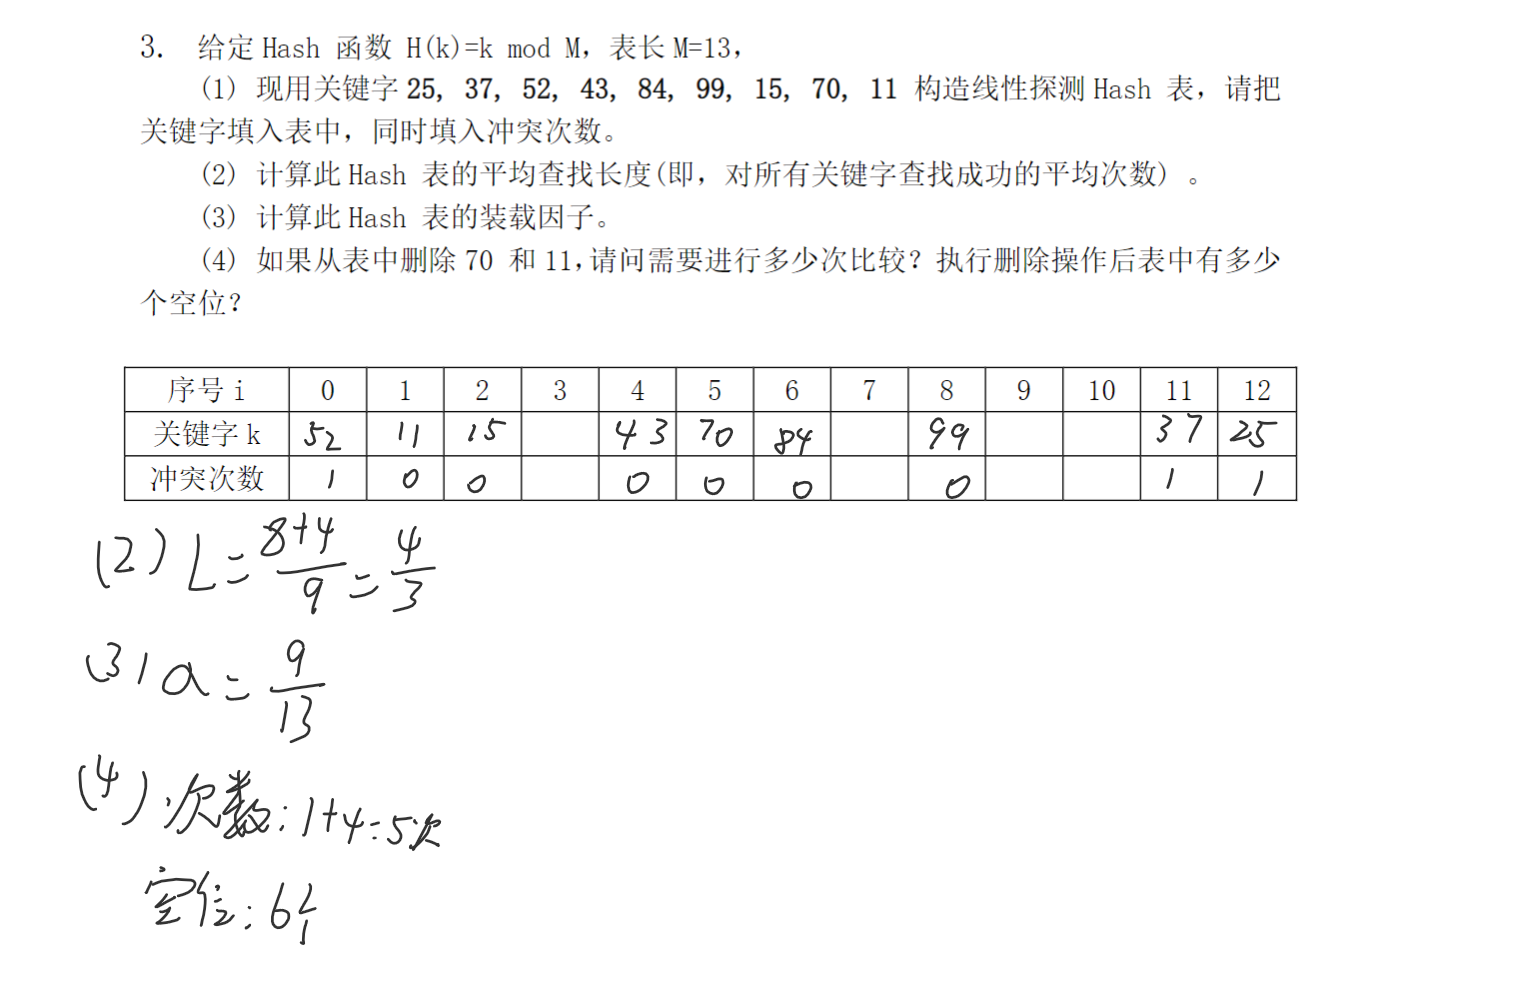 3. 给定 Hash 函数 H(k)=k mod M，表长 M=13，
(1) 现用关键字 25, 37, 52, 43, 84, 99, 15, 70, 11 构造线性探测 Hash 表，请把
关键字填入表中，同时填入冲突次数。
(2) 计算此 Hash 表的平均查找长度(即，对所有关键字查找成功的平均次数) 。
(3) 计算此 Hash 表的装载因子。
(4) 如果从表中删除 70 和 11,请问需要进行多少次比较？执行删除操作后表中有多少
个空位？
序号 i 0 1 2 3 4 5 6 7 8 9 10 11 12
关键字 k 52 11 15 43 70 84 99 37 25
冲突次数 1 0 0 0 0 0 0 1 1
(2) L = (8+4)/9 = 4/3
(3) a = 9/13
(4) 次数: 1+4=5次
空位: 6个